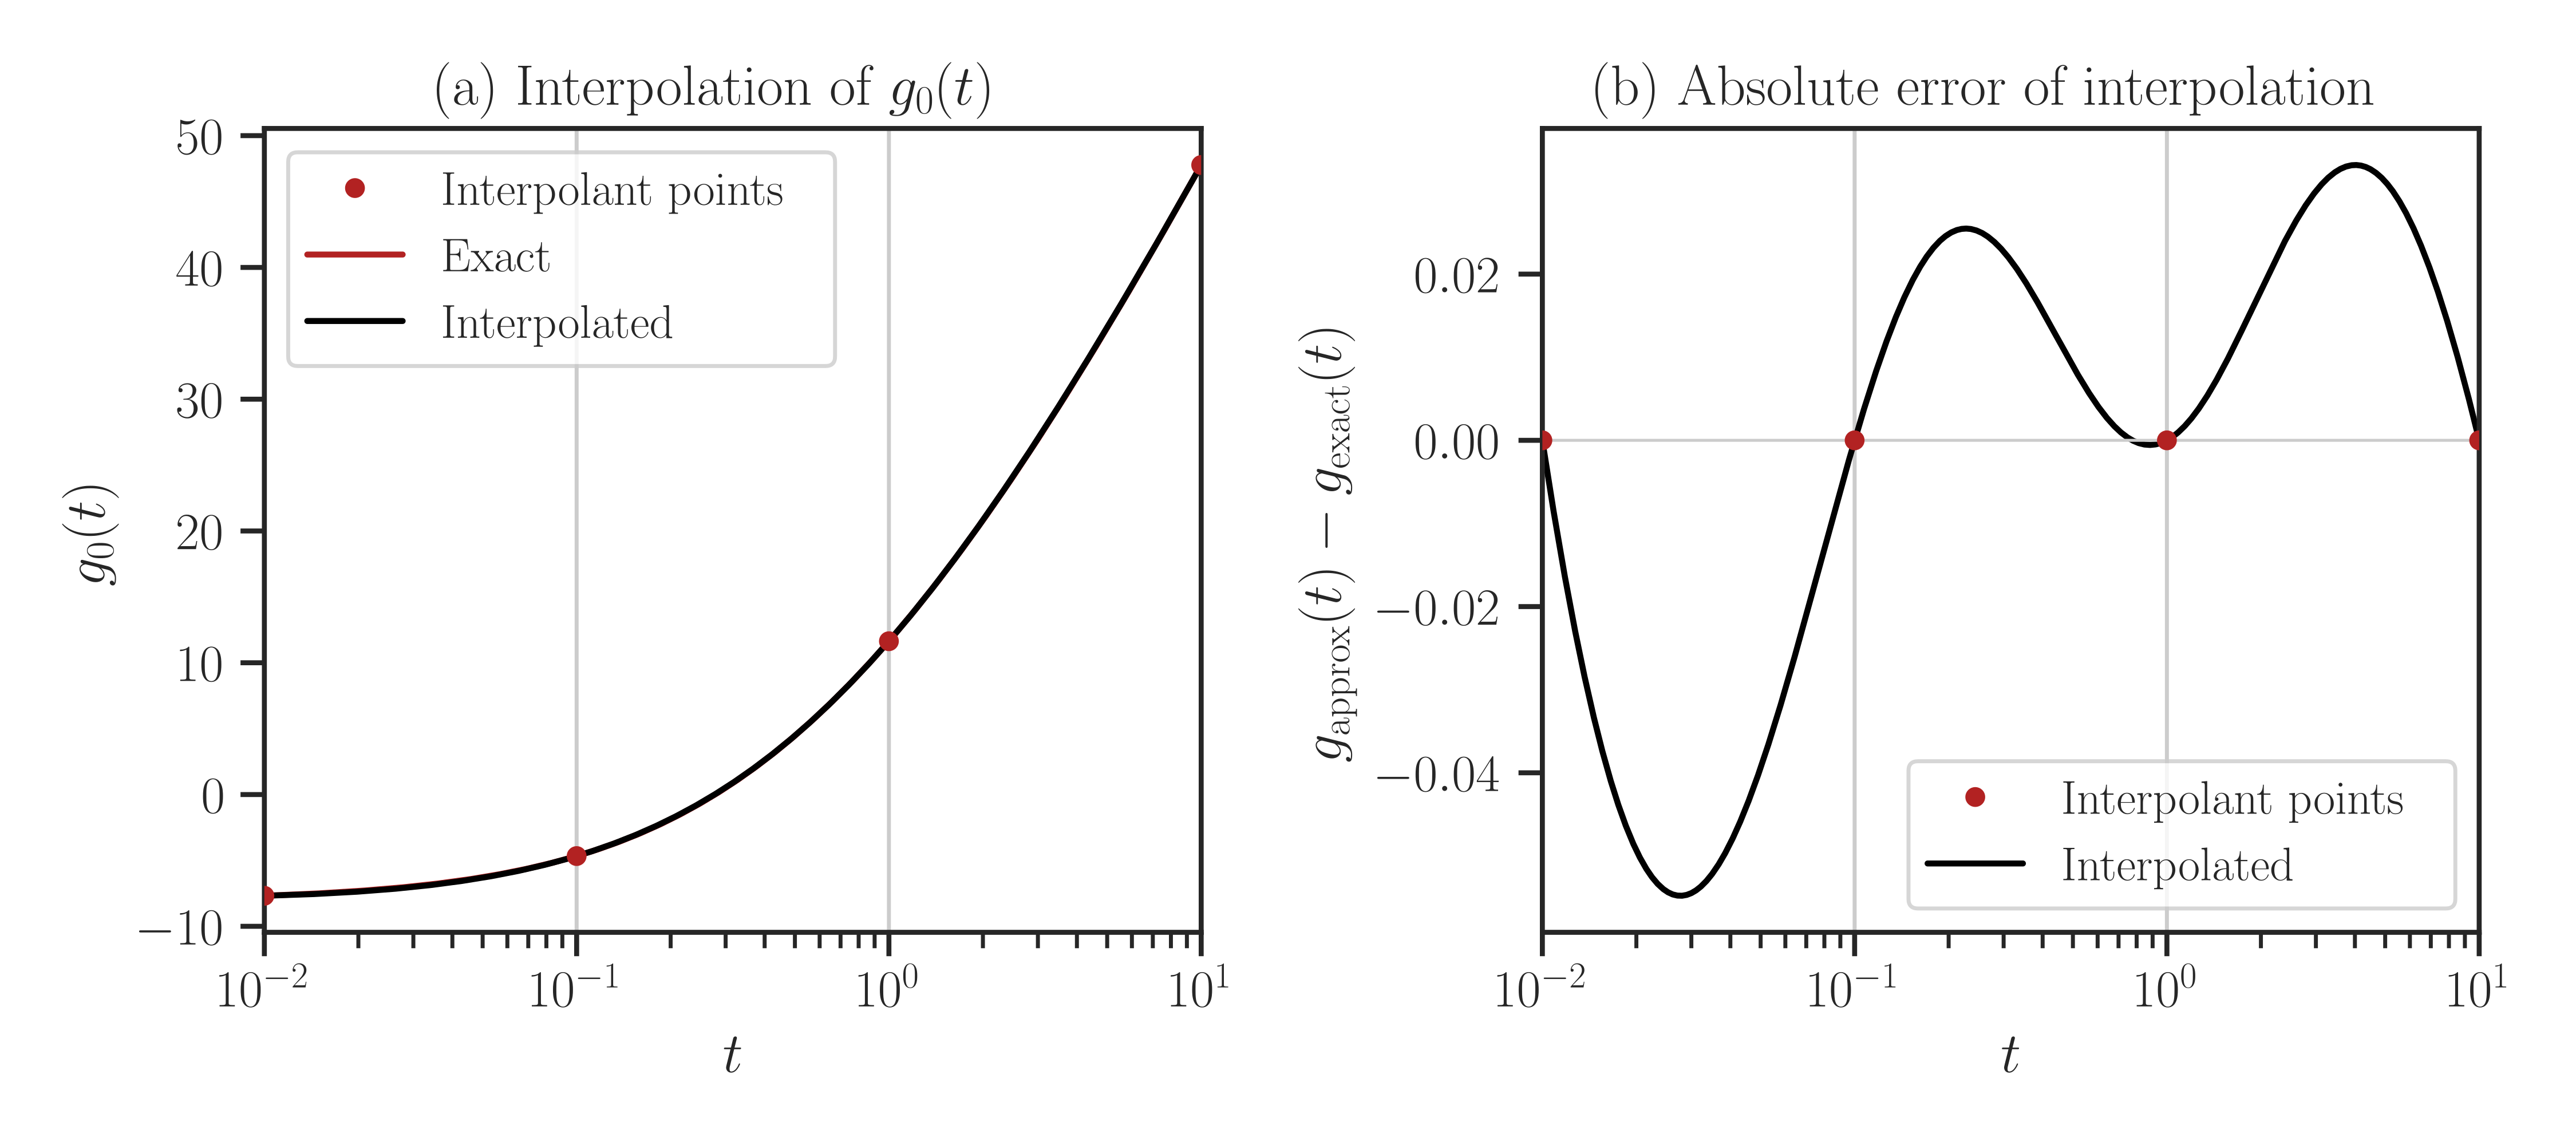 (a) Interpolation of g₀(t)
50
40
30
20
10
0
−10
g₀(t)
Interpolant points
Exact
Interpolated
10⁻²
10⁻¹
10⁰
10¹
t
(b) Absolute error of interpolation
0.02
0.00
−0.02
−0.04
g_approx(t) − g_exact(t)
Interpolant points
Interpolated
10⁻²
10⁻¹
10⁰
10¹
t